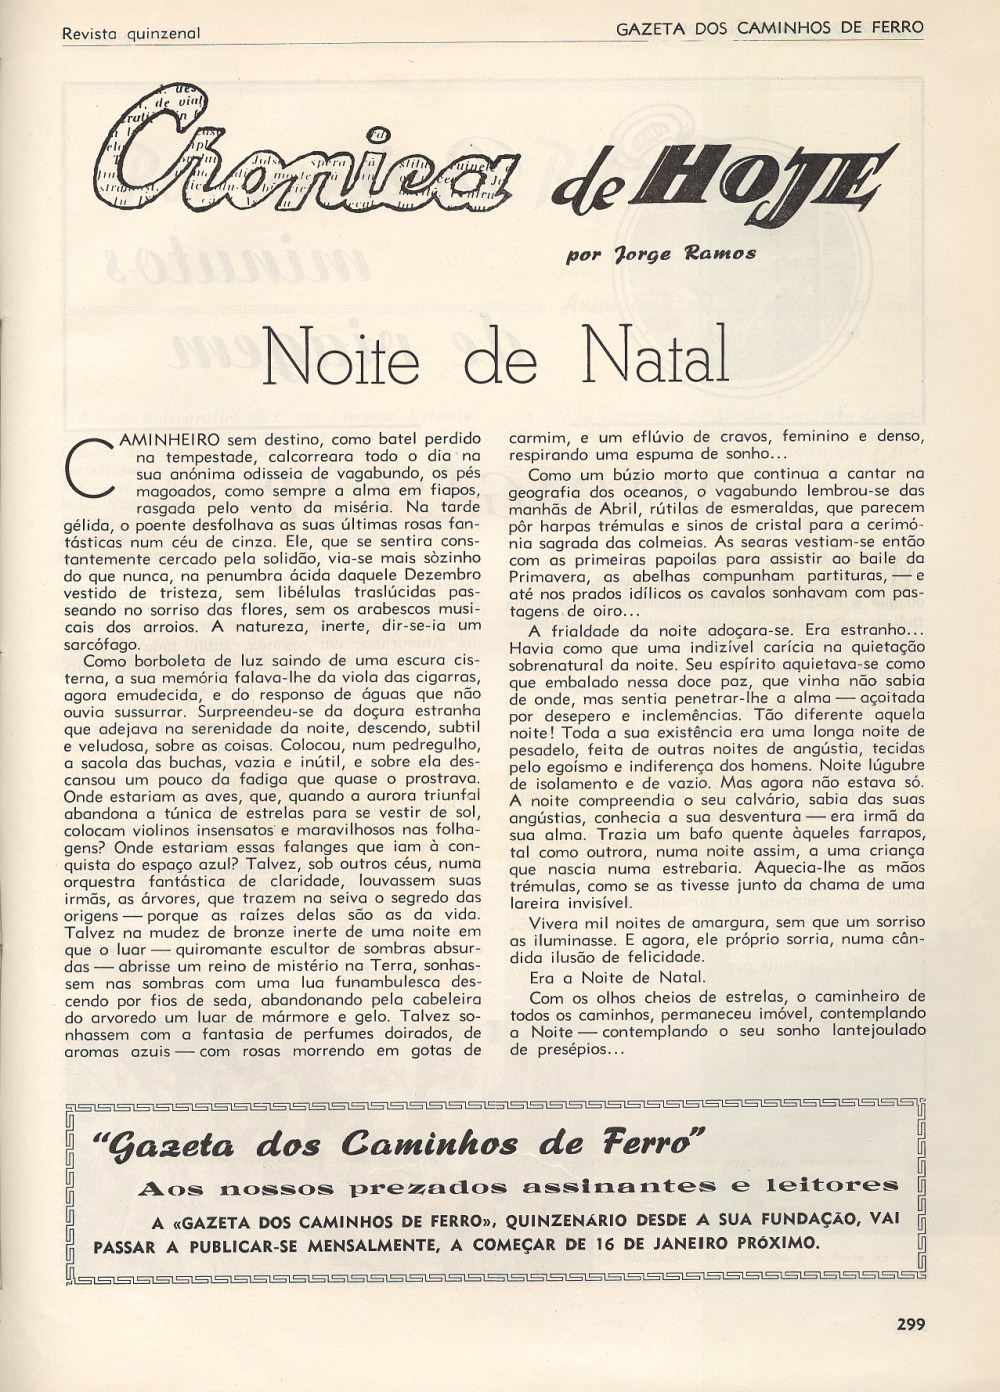 Revista quinzenal
GAZETA DOS CAMINHOS DE FERRO
Cronica de HOJE
por Jorge Ramos
Noite de Natal
CAMINHEIRO sem destino, como batel perdido
na tempestade, calcorreara todo o dia na
sua anónima odisseia de vagabundo, os pés
magoados, como sempre a alma em fiapos,
rasgada pelo vento da miséria. Na tarde
gélida, o poente desfolhava as suas últimas rosas fan-
tásticas num céu de cinza. Ele, que se sentira cons-
tantemente cercado pela solidão, via-se mais sòzinho
do que nunca, na penumbra ácida daquele Dezembro
vestido de tristeza, sem libélulas traslúcidas pas-
seando no sorriso das flores, sem os arabescos musi-
cais dos arroios. A natureza, inerte, dir-se-ia um
sarcófago.
Como borboleta de luz saindo de uma escura cis-
terna, a sua memória falava-lhe da viola das cigarras,
agora emudecida, e do responso de águas que não
ouvia sussurrar. Surpreendeu-se da doçura estranha
que adejava na serenidade da noite, descendo, subtil
e veludosa, sobre as coisas. Colocou, num pedregulho,
a sacola das buchas, vazia e inútil, e sobre ela des-
cansou um pouco da fadiga que quase o prostrava.
Onde estariam as aves, que, quando a aurora triunfal
abandona a túnica de estrelas para se vestir de sol,
colocam violinos insensatos e maravilhosos nas folha-
gens? Onde estariam essas falanges que iam à con-
quista do espaço azul? Talvez, sob outros céus, numa
orquestra fantástica de claridade, louvassem suas
irmãs, as árvores, que trazem na seiva o segredo das
origens — porque as raízes delas são as da vida.
Talvez na mudez de bronze inerte de uma noite em
que o luar — quiromante escultor de sombras absur-
das — abrisse um reino de mistério na Terra, sonhas-
sem nas sombras com uma lua funambulesca des-
cendo por fios de seda, abandonando pela cabeleira
do arvoredo um luar de mármore e gelo. Talvez so-
nhassem com a fantasia de perfumes doirados, de
aromas azuis — com rosas morrendo em gotas de
carmim, e um eflúvio de cravos, feminino e denso,
respirando uma espuma de sonho...
Como um búzio morto que continua a cantar na
geografia dos oceanos, o vagabundo lembrou-se das
manhãs de Abril, rútilas de esmeraldas, que parecem
pôr harpas trémulas e sinos de cristal para a cerimó-
nia sagrada das colmeias. As searas vestiam-se então
com as primeiras papoilas para assistir ao baile da
Primavera, as abelhas compunham partituras, — e
até nos prados idílicos os cavalos sonhavam com pas-
tagens de oiro...
A frialdade da noite adoçara-se. Era estranho...
Havia como que uma indizível carícia na quietação
sobrenatural da noite. Seu espírito aquietava-se como
que embalado nessa doce paz, que vinha não sabia
de onde, mas sentia penetrar-lhe a alma — açoitada
por desepero e inclemências. Tão diferente aquela
noite! Toda a sua existência era uma longa noite de
pesadelo, feita de outras noites de angústia, tecidas
pelo egoísmo e indiferença dos homens. Noite lúgubre
de isolamento e de vazio. Mas agora não estava só.
A noite compreendia o seu calvário, sabia das suas
angústias, conhecia a sua desventura — era irmã da
sua alma. Trazia um bafo quente àqueles farrapos,
tal como outrora, numa noite assim, a uma criança
que nascia numa estrebaria. Aquecia-lhe as mãos
trémulas, como se as tivesse junto da chama de uma
lareira invisível.
Vivera mil noites de amargura, sem que um sorriso
as iluminasse. E agora, ele próprio sorria, numa cân-
dida ilusão de felicidade.
Era a Noite de Natal.
Com os olhos cheios de estrelas, o caminheiro de
todos os caminhos, permaneceu imóvel, contemplando
a Noite — contemplando o seu sonho lantejoulado
de presépios...
“Gazeta dos Caminhos de Ferro”
Aos nossos prezados assinantes e leitores
A «GAZETA DOS CAMINHOS DE FERRO», QUINZENÁRIO DESDE A SUA FUNDAÇÃO, VAI
PASSAR A PUBLICAR-SE MENSALMENTE, A COMEÇAR DE 16 DE JANEIRO PRÓXIMO.
299